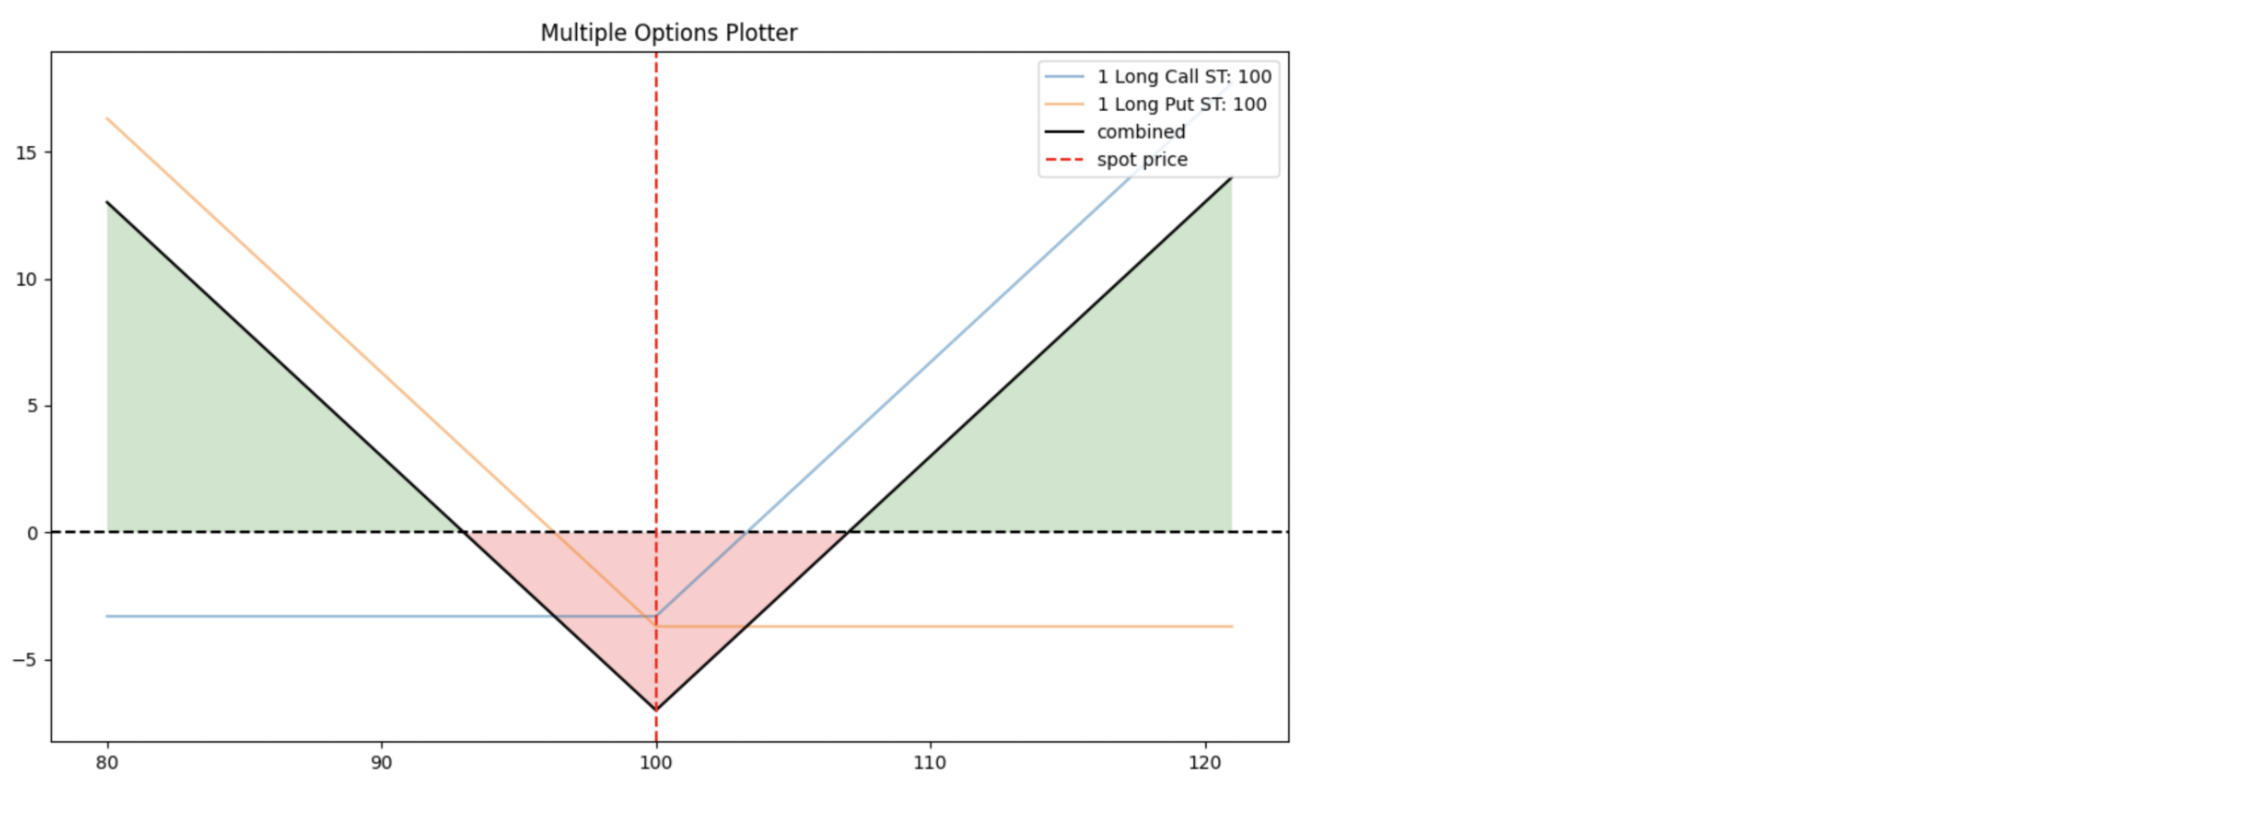 Multiple Options Plotter
1 Long Call ST: 100
1 Long Put ST: 100
combined
spot price
15
10
5
0
−5
80 90 100 110 120